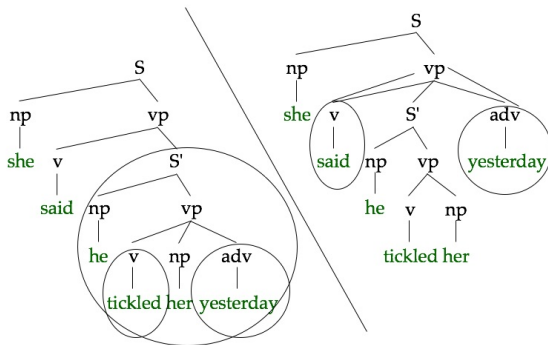 S
np vp
she v S'
said np vp
he v np adv
tickled her yesterday
S
np vp
she v S' adv
said np vp yesterday
he v np
tickled her